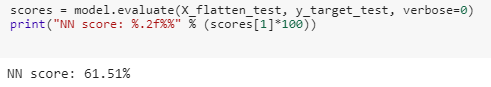 scores = model.evaluate(X_flatten_test, y_target_test, verbose=0)
print("NN score: %.2f%%" % (scores[1]*100))
NN score: 61.51%